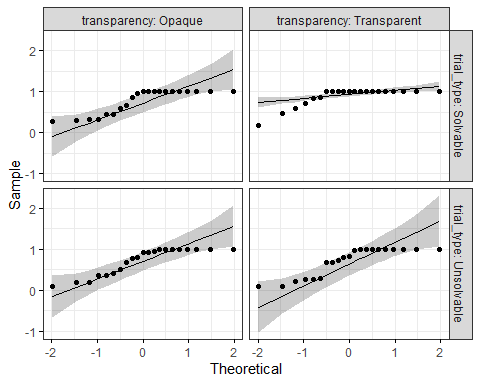 transparency: Opaque
transparency: Transparent
2
1
0
-1
trial_type: Solvable
Sample
2
1
0
-1
trial_type: Unsolvable
-2 -1 0 1 2
-2 -1 0 1 2
Theoretical